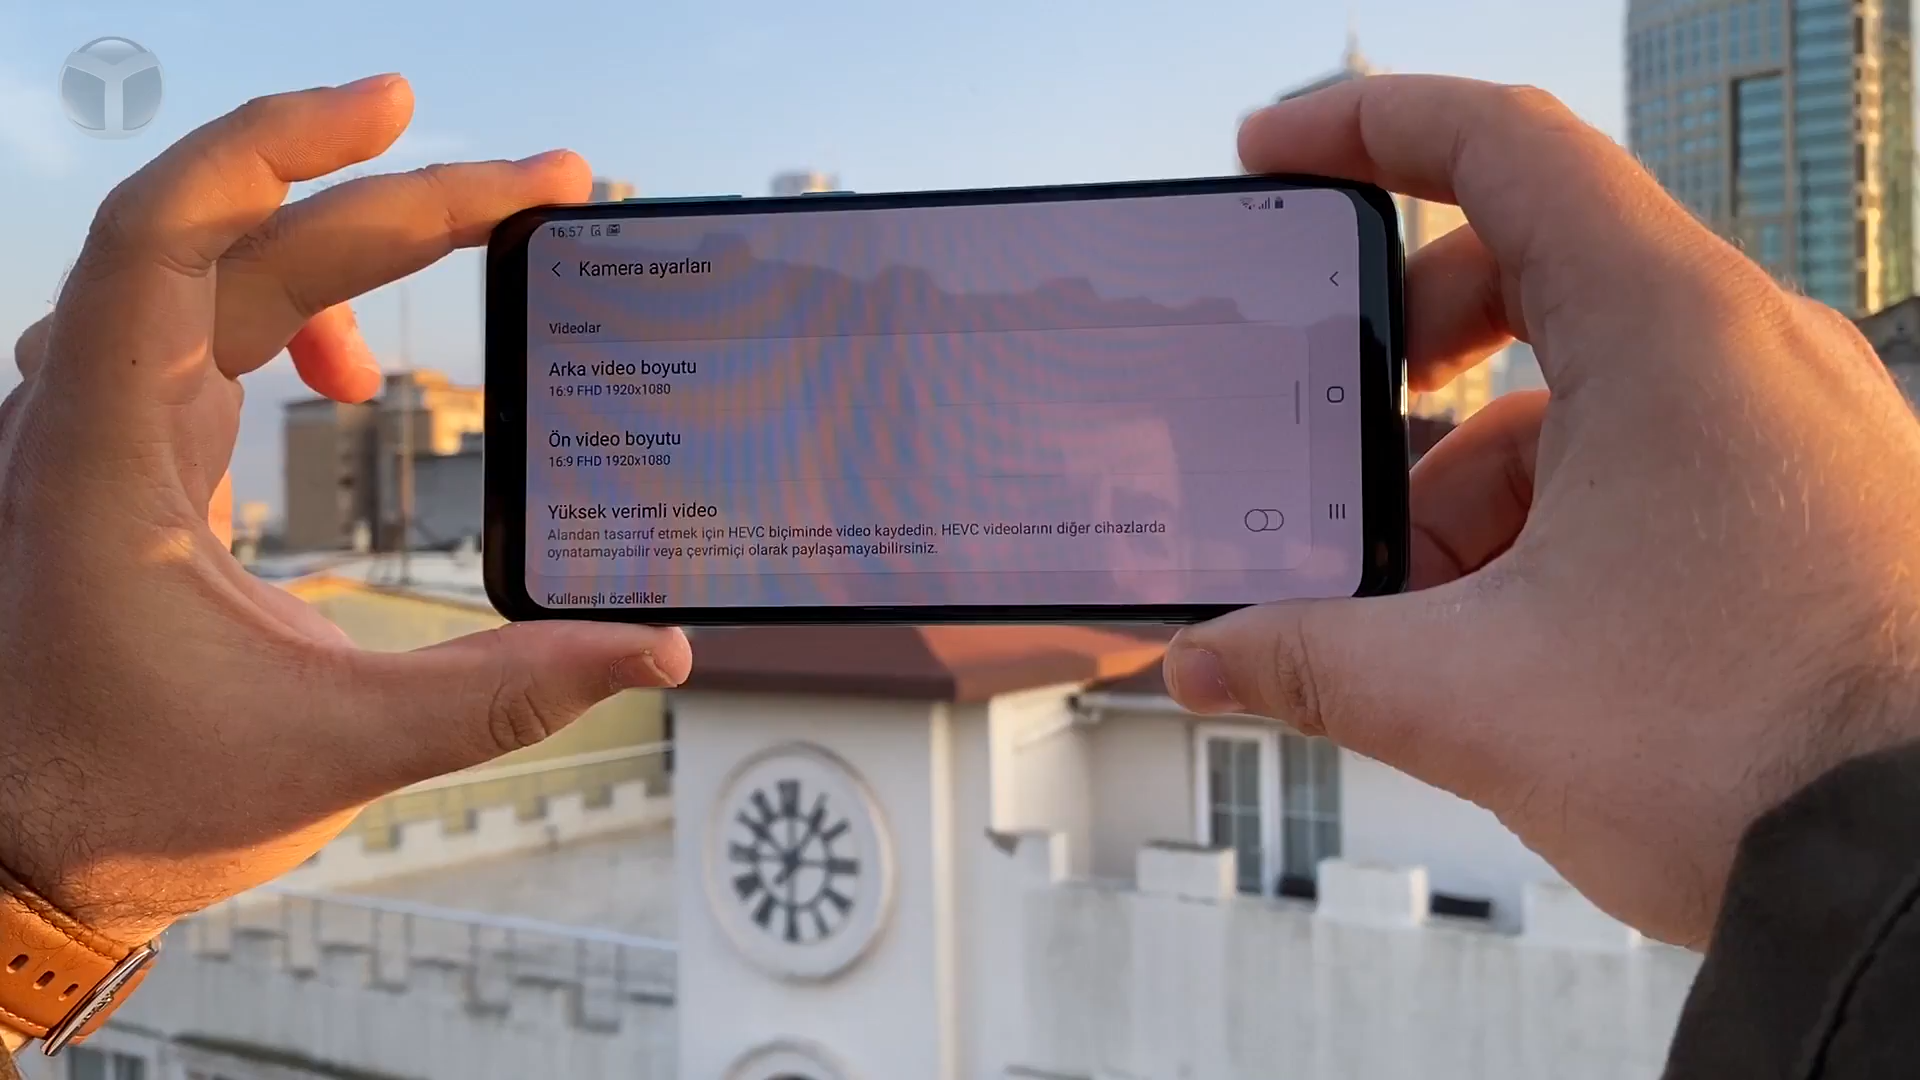 16:57
Kamera ayarları
Videolar
Arka video boyutu
16:9 FHD 1920x1080
Ön video boyutu
16:9 FHD 1920x1080
Yüksek verimli video
Alandan tasarruf etmek için HEVC biçiminde video kaydedin. HEVC videolarını diğer cihazlarda
oynatamayabilir veya çevrimiçi olarak paylaşamayabilirsiniz.
Kullanışlı özellikler